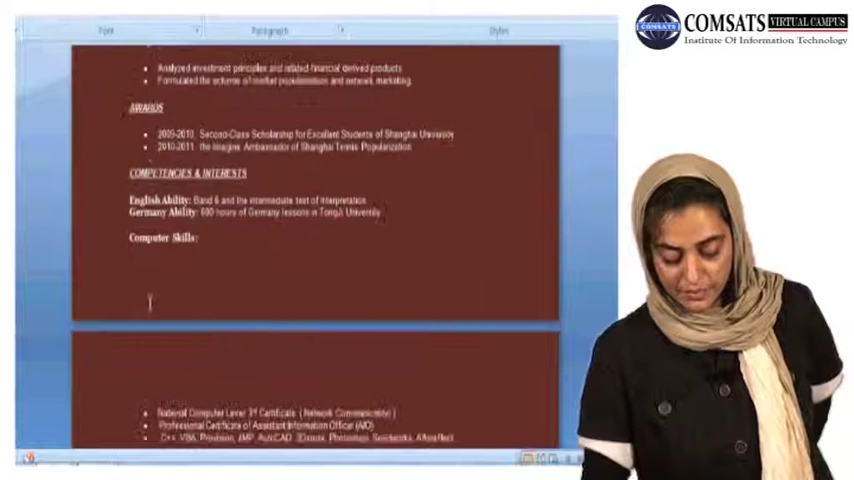 COMSATS VIRTUAL CAMPUS
Institute Of Information Technology
Font Paragraph Styles
Analyzed investment principles and related financial derived products
Formulated the scheme of market popularization and network marketing
AWARDS
2009-2010 Second-Class Scholarship for Excellent Students of Shanghai University
2010-2011 the Imagine Ambassador of Shanghai Tennis Popularization
COMPETENCIES & INTERESTS
English Ability: Band 6 and the intermediate test of interpretation
Germany Ability: 600 hours of Germany lessons in Tongji University
Computer Skills:
National Computer Lever 3rd Certificate ( Network Communicator )
Professional Certificate of Assistant Information Officer (AIO)
C++ VBA, Provision, JMP, AutoCAD, Photoshop, Solidworks, Aftereffect